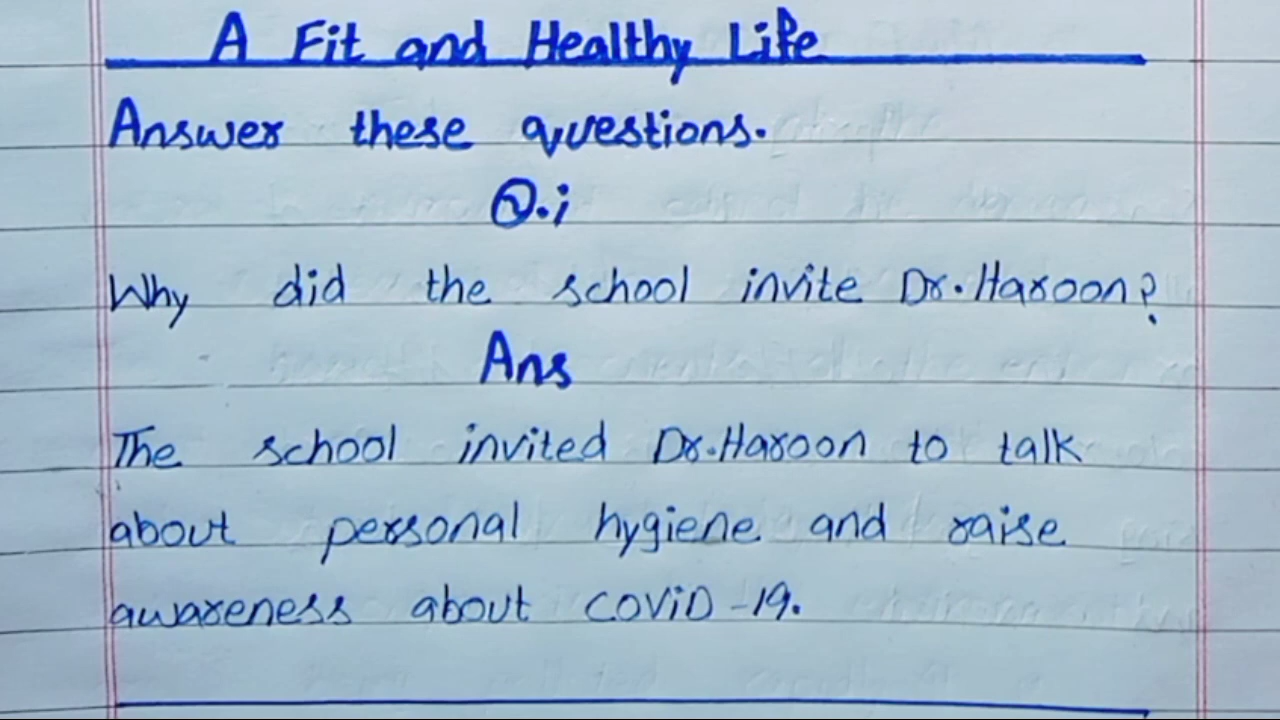 A Fit and Healthy Life
Answer these questions.
Q.i
Why did the school invite Dr. Haroon?
Ans
The school invited Dr. Haroon to talk
about personal hygiene and raise
awareness about COViD-19.